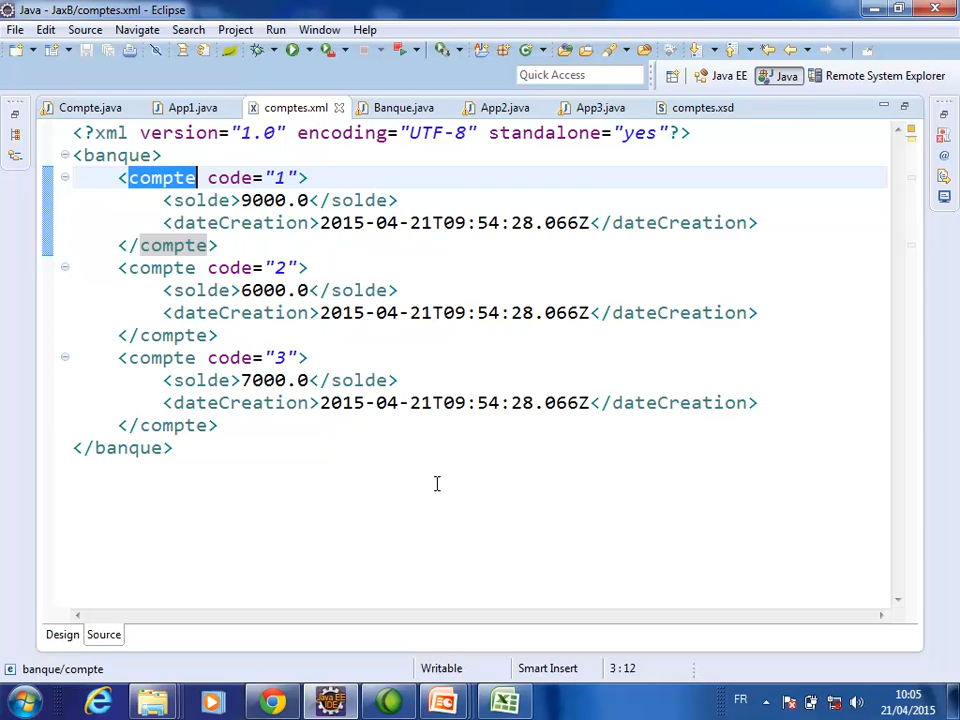 Java - JaxB/comptes.xml - Eclipse
File Edit Source Navigate Search Project Run Window Help
Quick Access Java EE Java Remote System Explorer
Compte.java App1.java comptes.xml Banque.java App2.java App3.java comptes.xsd
<?xml version="1.0" encoding="UTF-8" standalone="yes"?>
<banque>
<compte code="1">
<solde>9000.0</solde>
<dateCreation>2015-04-21T09:54:28.066Z</dateCreation>
</compte>
<compte code="2">
<solde>6000.0</solde>
<dateCreation>2015-04-21T09:54:28.066Z</dateCreation>
</compte>
<compte code="3">
<solde>7000.0</solde>
<dateCreation>2015-04-21T09:54:28.066Z</dateCreation>
</compte>
</banque>
Design Source
banque/compte Writable Smart Insert 3 : 12
Java EE IDE FR 10:05
21/04/2015